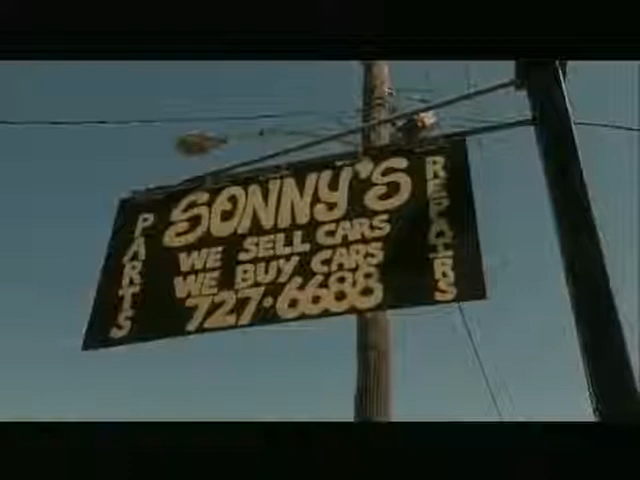 PARTS
SONNY'S
WE SELL CARS
WE BUY CARS
727-6688
REPAIRS